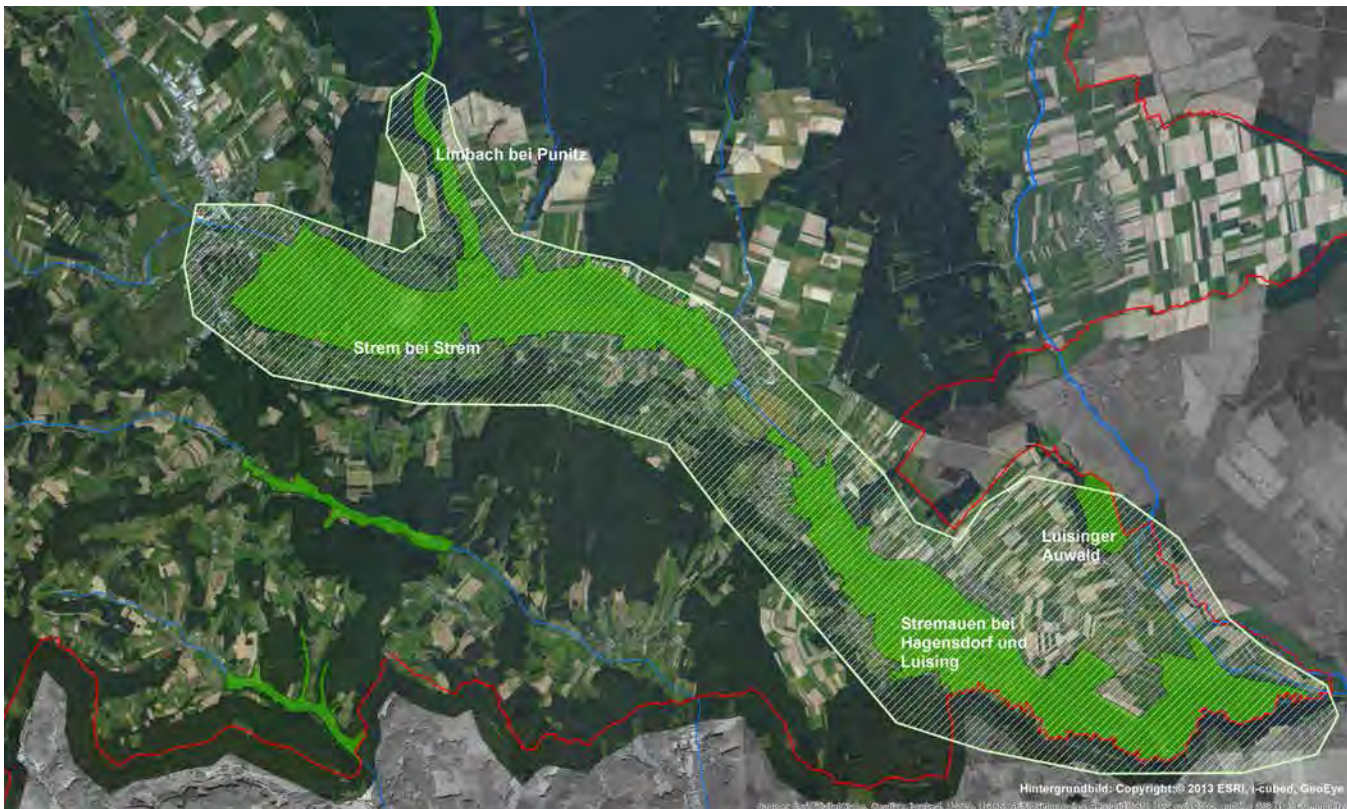 Limbach bei Punitz
Strem bei Strem
Luisinger
Auwald
Stremauen bei
Hagensdorf und
Luising
Hintergrundbild: Copyright:© 2013 ESRI, i-cubed, GeoEye